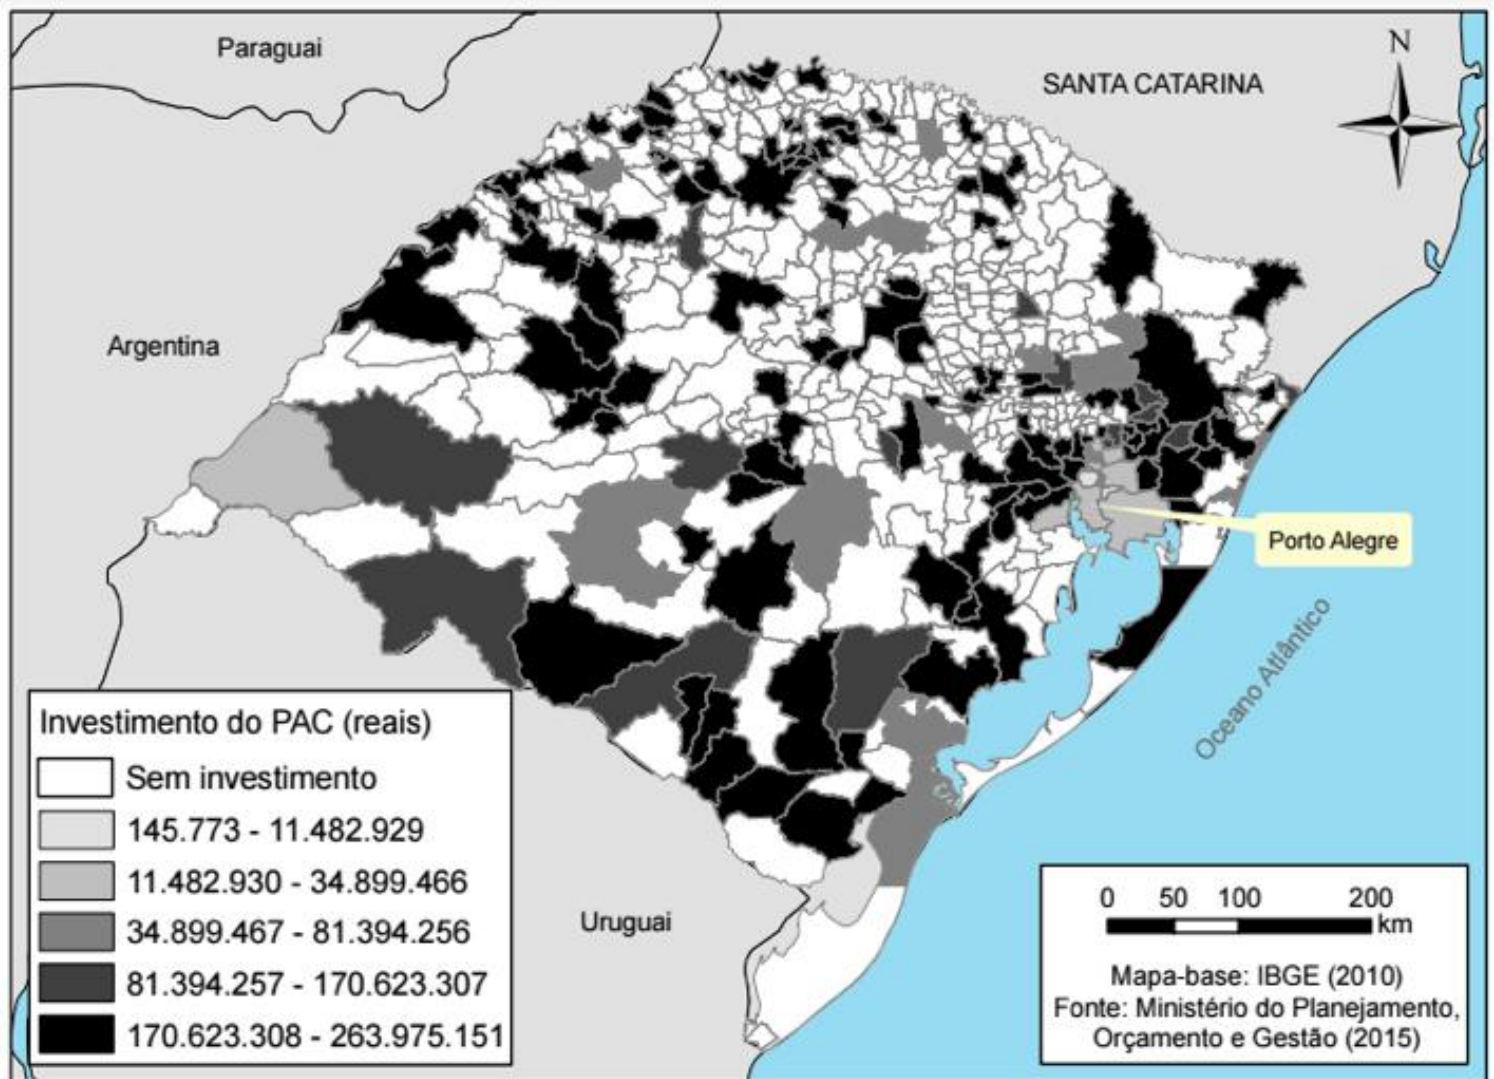 Paraguai
N
SANTA CATARINA
Argentina
Porto Alegre
Oceano Atlântico
Uruguai
Investimento do PAC (reais)
Sem investimento
145.773 - 11.482.929
11.482.930 - 34.899.466
34.899.467 - 81.394.256
81.394.257 - 170.623.307
170.623.308 - 263.975.151
0 50 100 200
km
Mapa-base: IBGE (2010)
Fonte: Ministério do Planejamento,
Orçamento e Gestão (2015)